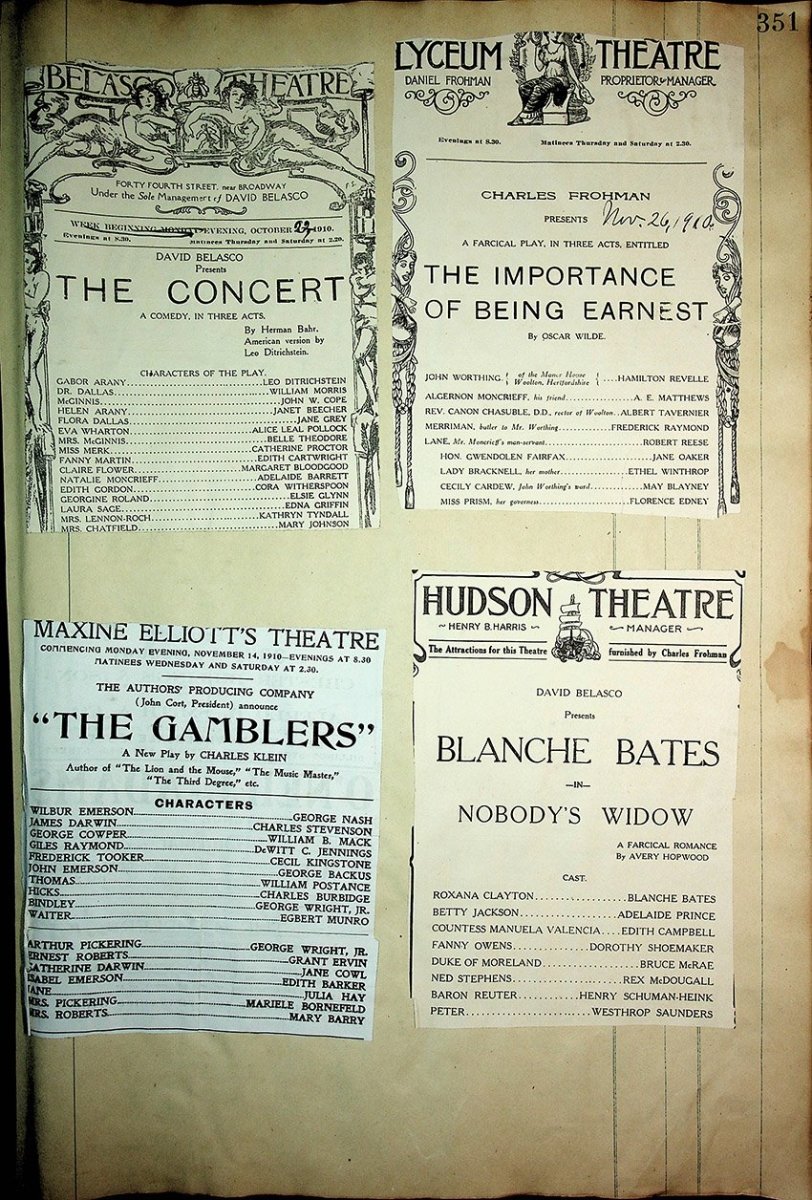 351
BELASCO THEATRE
FORTY FOURTH STREET, near BROADWAY
Under the Sole Management of DAVID BELASCO
WEEK BEGINNING MONDAY EVENING, OCTOBER 29 1910.
Evenings at 8.30. Matinees Thursday and Saturday at 2.20.
DAVID BELASCO
Presents
THE CONCERT
A COMEDY, IN THREE ACTS.
By Herman Bahr.
American version by
Leo Ditrichstein.
CHARACTERS OF THE PLAY.
GABOR ARANY LEO DITRICHSTEIN
DR. DALLAS WILLIAM MORRIS
McGINNIS JOHN W. COPE
HELEN ARANY JANET BEECHER
FLORA DALLAS JANE GREY
EVA WHARTON ALICE LEAL POLLOCK
MRS. McGINNIS BELLE THEODORE
MISS MERK CATHERINE PROCTOR
FANNY MARTIN EDITH CARTWRIGHT
CLAIRE FLOWER MARGARET BLOODGOOD
NATALIE MONCRIEFF ADELAIDE BARRETT
EDITH GORDON CORA WITHERSPOON
GEORGINE ROLAND ELSIE GLYNN
LAURA SAGE EDNA GRIFFIN
MRS. LENNON-ROCH KATHRYN TYNDALL
MRS. CHATFIELD MARY JOHNSON
LYCEUM THEATRE
DANIEL FROHMAN PROPRIETOR & MANAGER
Evenings at 8.30. Matinees Thursday and Saturday at 2.30.
CHARLES FROHMAN
PRESENTS Nov. 26, 1910.
A FARCICAL PLAY, IN THREE ACTS, ENTITLED
THE IMPORTANCE
OF BEING EARNEST
By OSCAR WILDE.
JOHN WORTHING { of the Manor House Woolton, Hertfordshire { HAMILTON REVELLE
ALGERNON MONCRIEFF, his friend A. E. MATTHEWS
REV. CANON CHASUBLE, D.D., rector of Woolton ALBERT TAVERNIER
MERRIMAN, butler to Mr. Worthing FREDERICK RAYMOND
LANE, Mr. Moncrieff's man-servant ROBERT REESE
HON. GWENDOLEN FAIRFAX JANE OAKER
LADY BRACKNELL, her mother ETHEL WINTHROP
CECILY CARDEW, John Worthing's ward MAY BLAYNEY
MISS PRISM, her governess FLORENCE EDNEY
MAXINE ELLIOTT'S THEATRE
COMMENCING MONDAY EVENING, NOVEMBER 14, 1910—EVENINGS AT 8.30
MATINEES WEDNESDAY AND SATURDAY AT 2.30.
THE AUTHORS' PRODUCING COMPANY
(John Cort, President) announce
"THE GAMBLERS"
A New Play by CHARLES KLEIN
Author of "The Lion and the Mouse," "The Music Master,"
"The Third Degree," etc.
CHARACTERS
WILBUR EMERSON GEORGE NASH
JAMES DARWIN CHARLES STEVENSON
GEORGE COWPER WILLIAM B. MACK
GILES RAYMOND DeWITT C. JENNINGS
FREDERICK TOOKER CECIL KINGSTONE
JOHN EMERSON GEORGE BACKUS
THOMAS WILLIAM POSTANCE
HICKS CHARLES BURBIDGE
BINDLEY GEORGE WRIGHT, JR.
WAITER EGBERT MUNRO
ARTHUR PICKERING GEORGE WRIGHT, JR.
ERNEST ROBERTS GRANT ERVIN
CATHERINE DARWIN JANE COWL
ISABEL EMERSON EDITH BARKER
JANE JULIA HAY
MRS. PICKERING MARIELE BORNEFELD
MRS. ROBERTS MARY BARRY
HUDSON THEATRE
HENRY B. HARRIS MANAGER
The Attractions for this Theatre furnished by Charles Frohman
DAVID BELASCO
Presents
BLANCHE BATES
—IN—
NOBODY'S WIDOW
A FARCICAL ROMANCE
By AVERY HOPWOOD
CAST.
ROXANA CLAYTON BLANCHE BATES
BETTY JACKSON ADELAIDE PRINCE
COUNTESS MANUELA VALENCIA EDITH CAMPBELL
FANNY OWENS DOROTHY SHOEMAKER
DUKE OF MORELAND BRUCE McRAE
NED STEPHENS REX McDOUGALL
BARON REUTER HENRY SCHUMAN-HEINK
PETER WESTHROP SAUNDERS